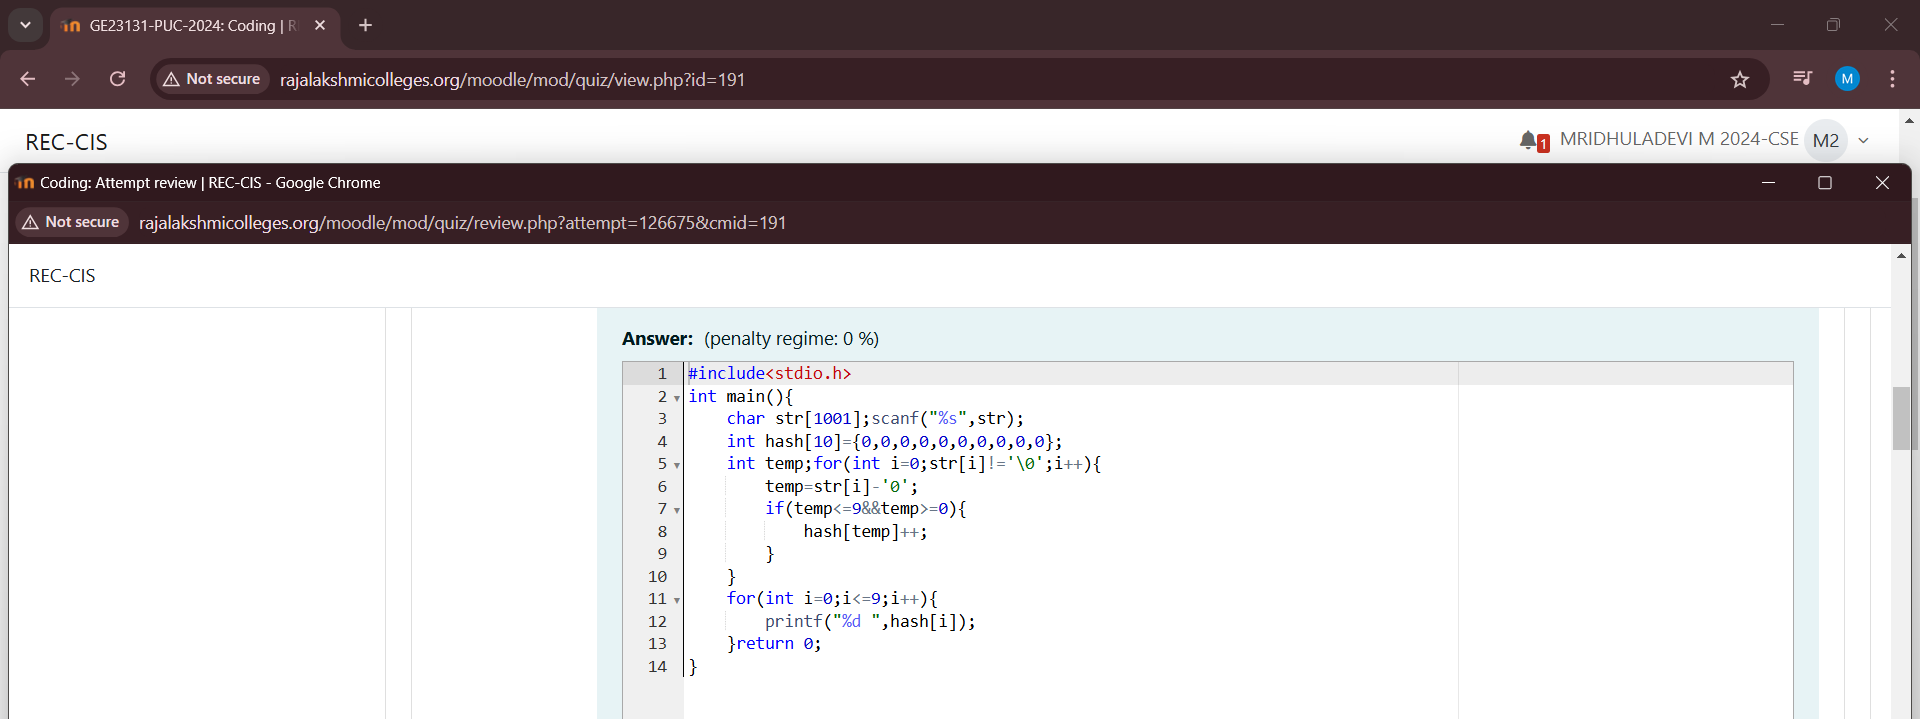 GE23131-PUC-2024: Coding | R
Not secure rajalakshmicolleges.org/moodle/mod/quiz/view.php?id=191 M
REC-CIS 1 MRIDHULADEVI M 2024-CSE M2
Coding: Attempt review | REC-CIS - Google Chrome
Not secure rajalakshmicolleges.org/moodle/mod/quiz/review.php?attempt=126675&cmid=191
REC-CIS
Answer: (penalty regime: 0 %)
1 #include<stdio.h>
2 int main(){
3 char str[1001];scanf("%s",str);
4 int hash[10]={0,0,0,0,0,0,0,0,0,0};
5 int temp;for(int i=0;str[i]!='\0';i++){
6 temp=str[i]-'0';
7 if(temp<=9&&temp>=0){
8 hash[temp]++;
9 }
10 }
11 for(int i=0;i<=9;i++){
12 printf("%d ",hash[i]);
13 }return 0;
14 }